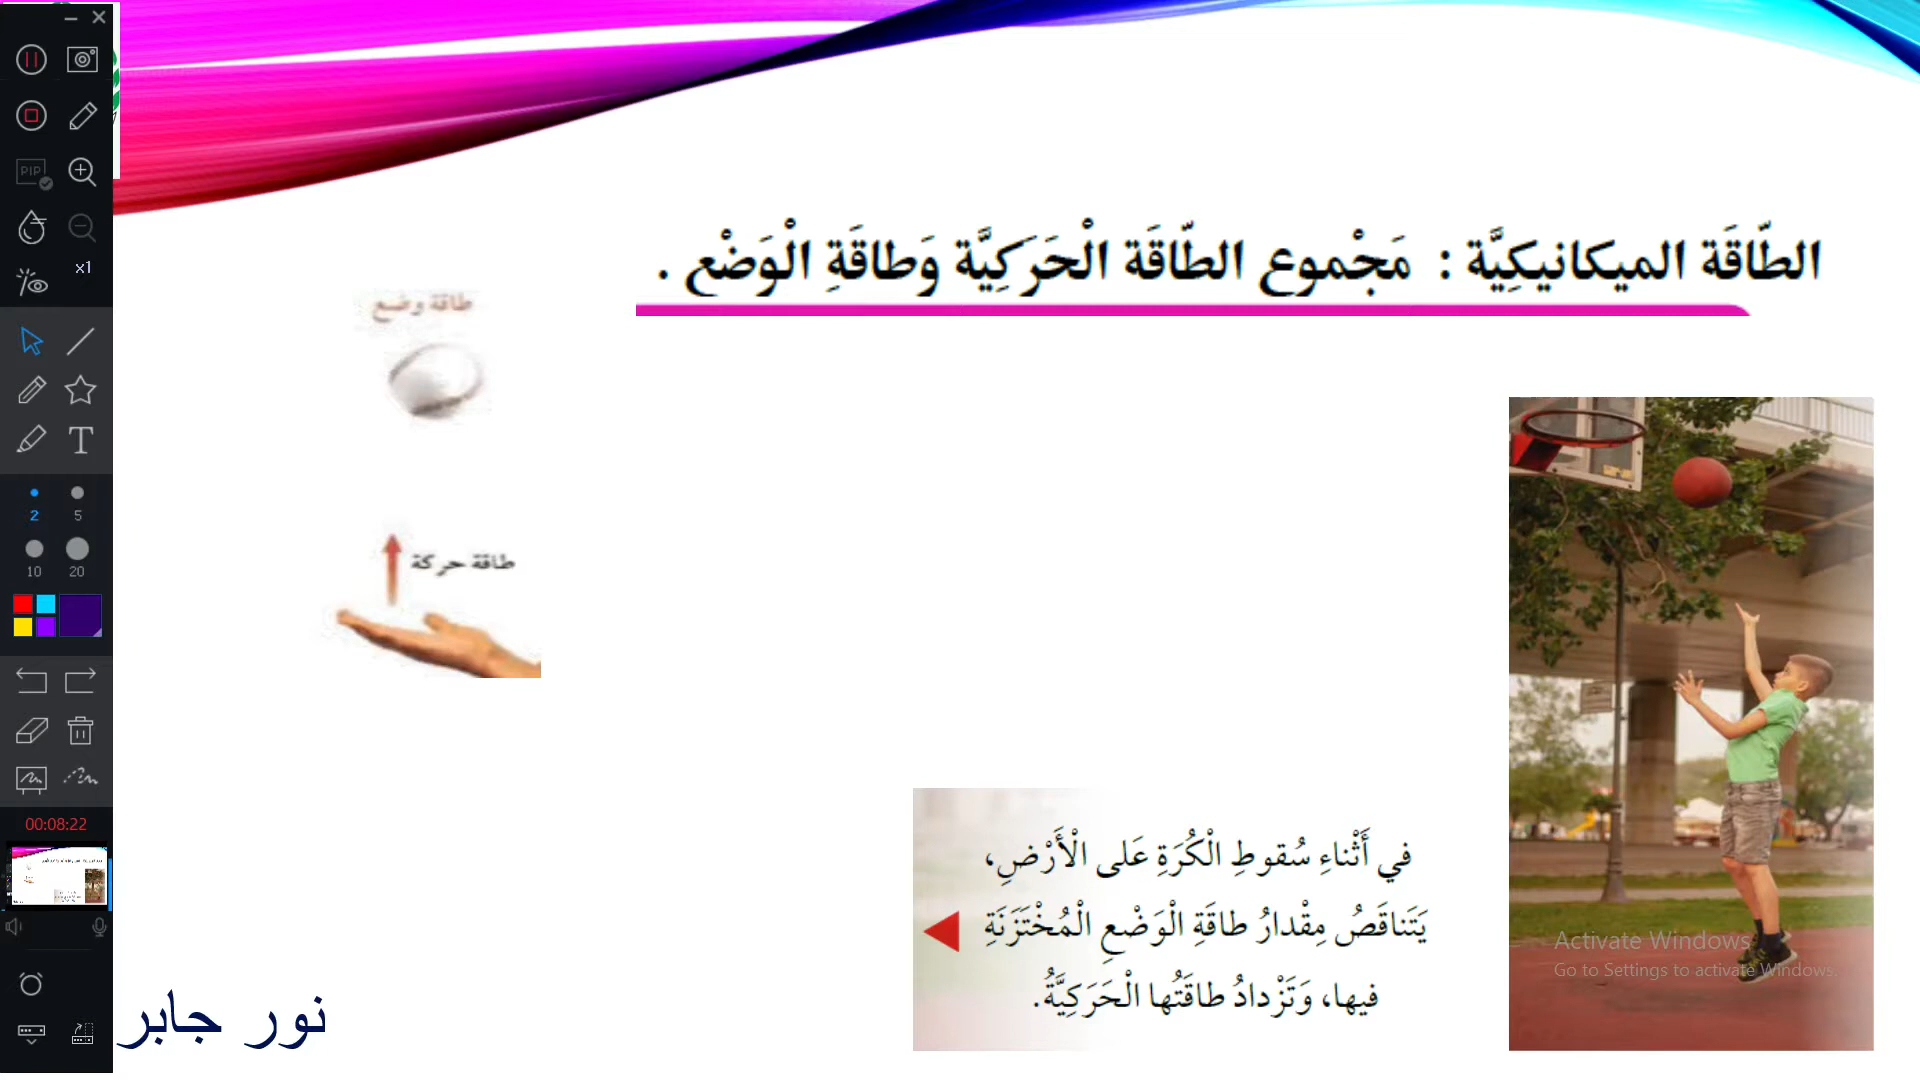 PIP
x1
2
5
10
20
00:08:22
الطّاقَة الميكانيكِيَّة : مَجْموع الطّاقَة الْحَرَكِيَّة وَطاقَةِ الْوَضْعِ .
طاقة وضع
طاقة حركة
في أَثْناءِ سُقوطِ الْكُرَةِ عَلى الْأَرْضِ،
يَتَناقَصُ مِقْدارُ طاقَةِ الْوَضْعِ الْمُخْتَزَنَةِ
فيها، وَتَزْدادُ طاقَتُها الْحَرَكِيَّةُ.
Activate Windows
Go to Settings to activate Windows.
نور جابر